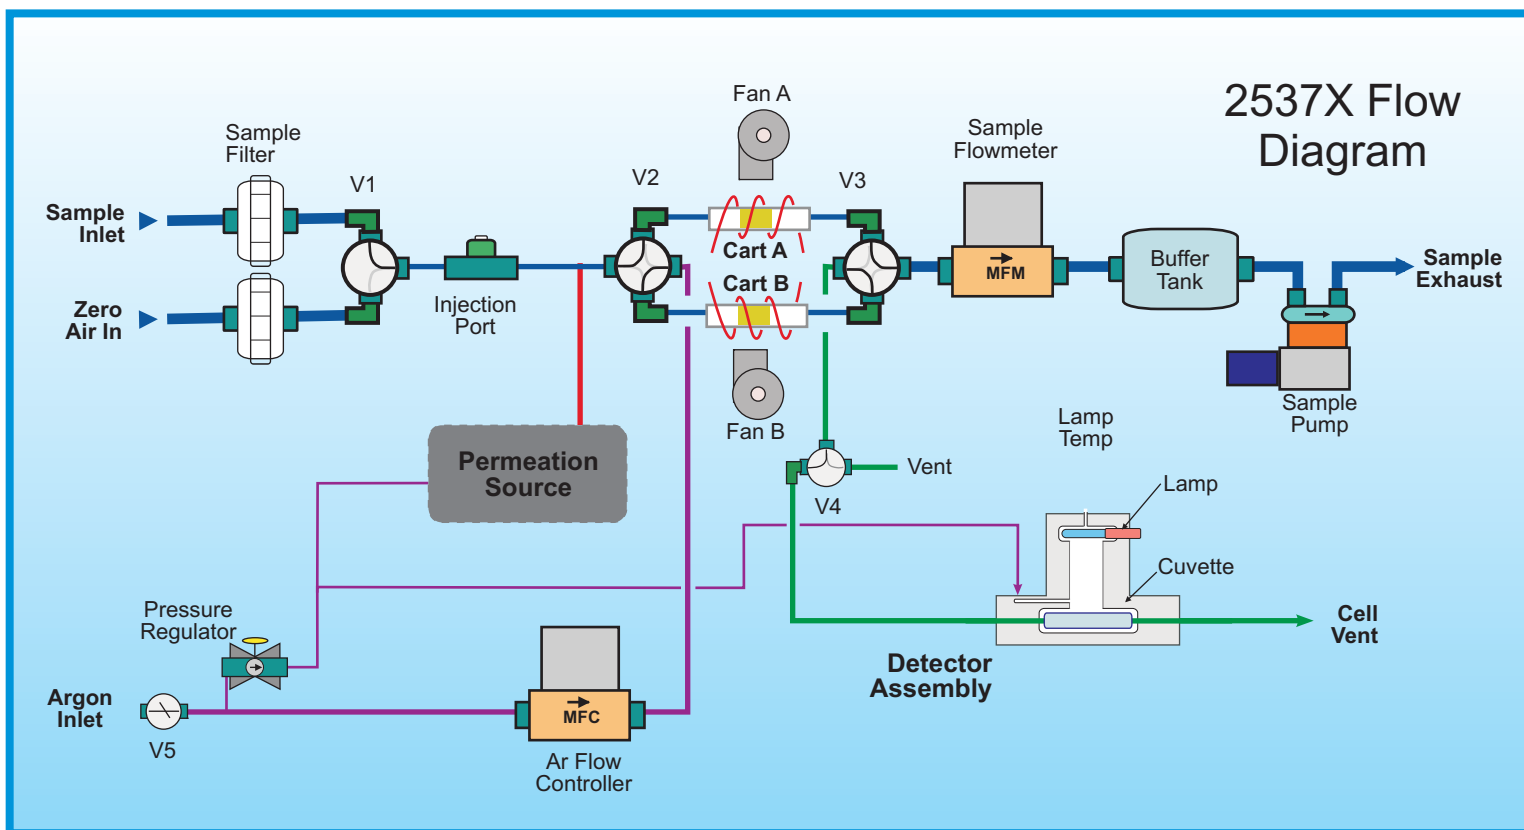 2537X Flow
Diagram
Fan A
Sample
Filter
V1
V2
V3
Sample
Flowmeter
Sample
Inlet
Cart A
MFM
Buffer
Tank
Sample
Exhaust
Cart B
Zero
Air In
Injection
Port
Fan B
Sample
Pump
Lamp
Temp
Permeation
Source
Vent
V4
Lamp
Cuvette
Pressure
Regulator
Cell
Vent
Detector
Assembly
Argon
Inlet
MFC
V5
Ar Flow
Controller